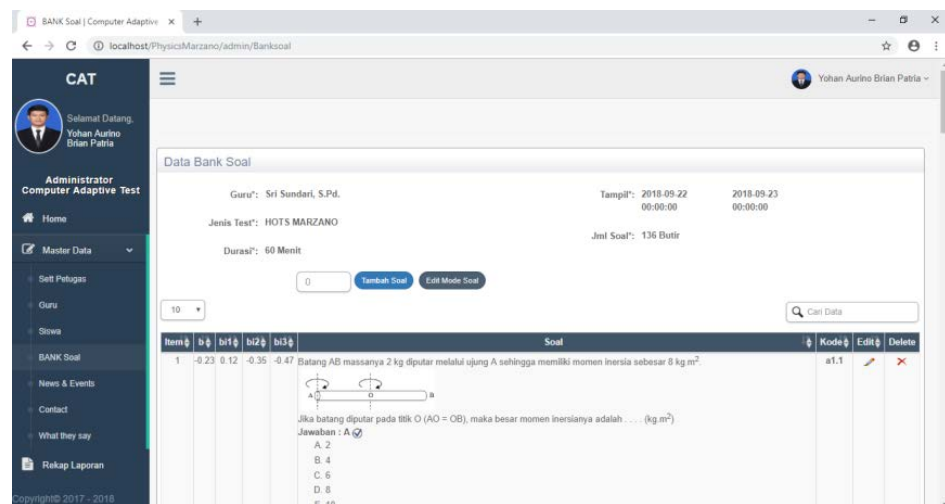 BANK Soal | Computer Adaptive
localhost/PhysicsMarzano/admin/Banksoal
CAT
Selamat Datang,
Yohan Aurino
Brian Patria
Administrator
Computer Adaptive Test
Home
Master Data
Sett Petugas
Guru
Siswa
BANK Soal
News & Events
Contact
What they say
Rekap Laporan
Copyright© 2017 - 2018
Yohan Aurino Brian Patria
Data Bank Soal
Guru*: Sri Sundari, S.Pd.
Tampil*: 2018-09-22 00:00:00 2018-09-23 00:00:00
Jenis Test*: HOTS MARZANO
Jml Soal*: 136 Butir
Durasi*: 60 Menit
0 Tambah Soal Edit Mode Soal
10
Cari Data
Item b bi1 bi2 bi3 Soal Kode Edit Delete
1 -0.23 0.12 -0.35 -0.47 Batang AB massanya 2 kg diputar melalui ujung A sehingga memiliki momen inersia sebesar 8 kg.m². a1.1
A O B
Jika batang diputar pada titik O (AO = OB), maka besar momen inersianya adalah . . . . (kg.m²)
Jawaban : A
A. 2
B. 4
C. 6
D. 8